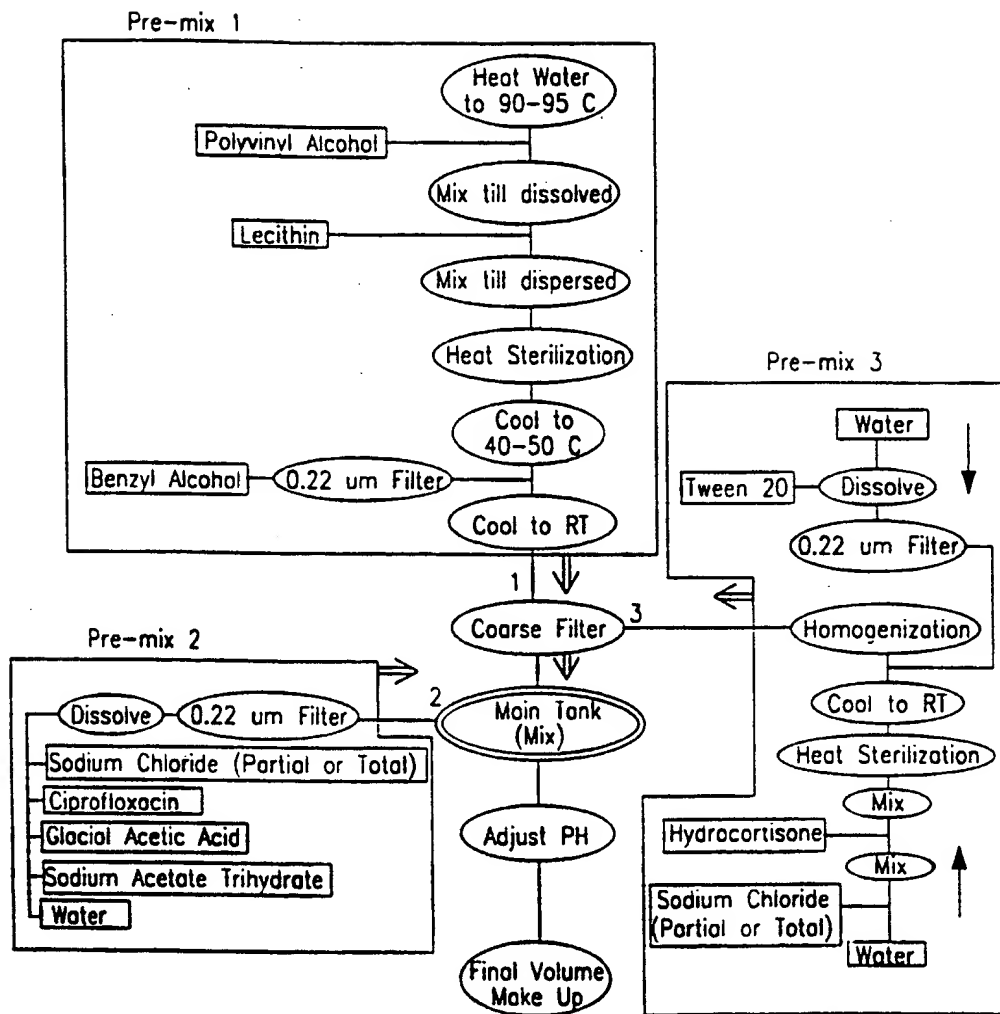 Pre-mix 1
Heat Water
to 90-95 C
Polyvinyl Alcohol
Mix till dissolved
Lecithin
Mix till dispersed
Heat Sterilization
Cool to
40-50 C
Benzyl Alcohol
0.22 um Filter
Cool to RT
1
Coarse Filter
3
Pre-mix 2
Dissolve
0.22 um Filter
2
Sodium Chloride (Partial or Total)
Ciprofloxacin
Glacial Acetic Acid
Sodium Acetate Trihydrate
Water
Main Tank
(Mix)
Adjust PH
Final Volume
Make Up
Pre-mix 3
Water
Tween 20
Dissolve
0.22 um Filter
Homogenization
Cool to RT
Heat Sterilization
Mix
Hydrocortisone
Mix
Sodium Chloride
(Partial or Total)
Water